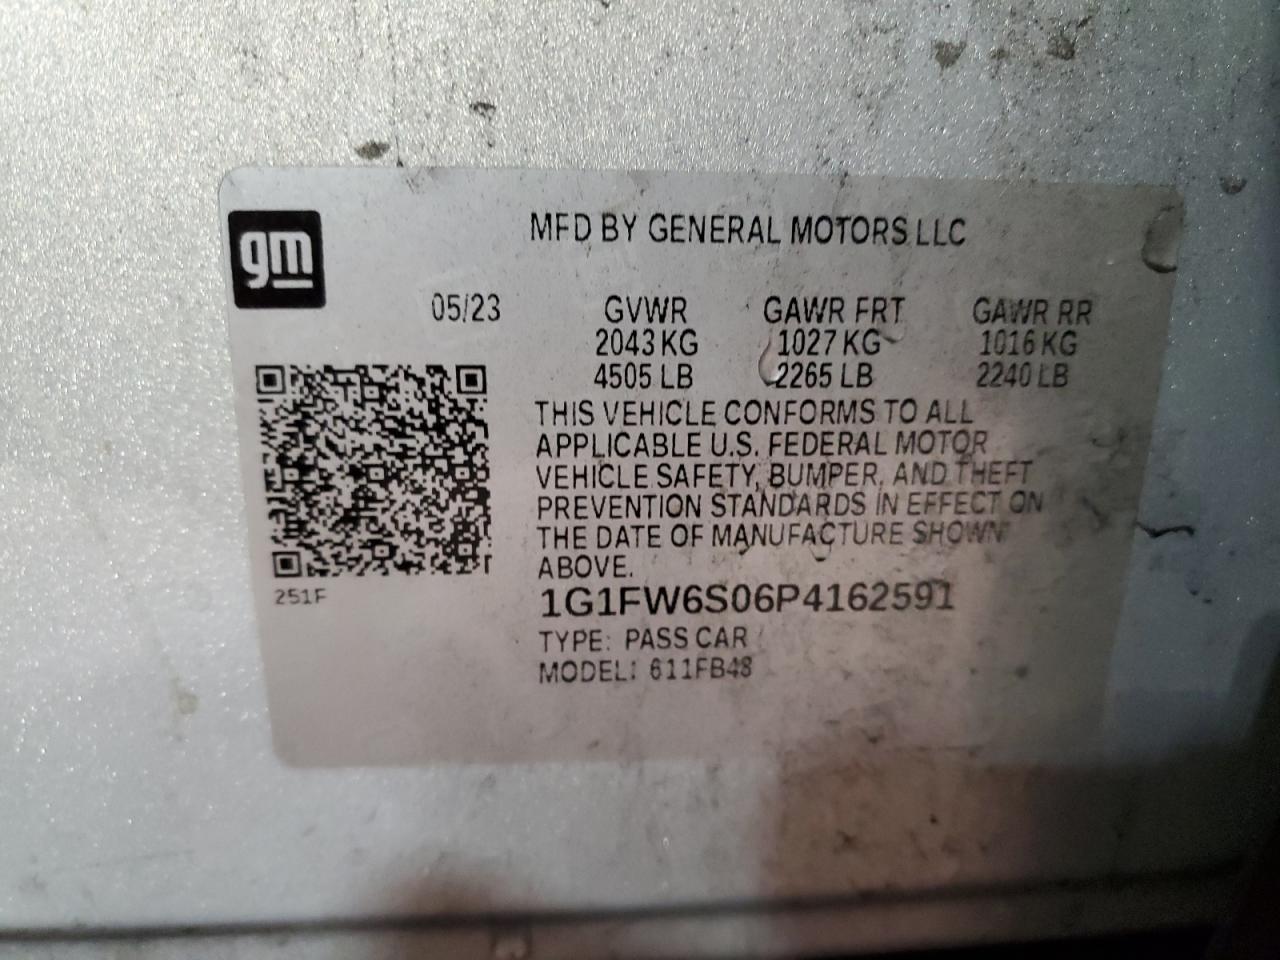 gm
MFD BY GENERAL MOTORS LLC
05/23 GVWR GAWR FRT GAWR RR
2043 KG 1027 KG 1016 KG
4505 LB 2265 LB 2240 LB
THIS VEHICLE CONFORMS TO ALL
APPLICABLE U.S. FEDERAL MOTOR
VEHICLE SAFETY, BUMPER, AND THEFT
PREVENTION STANDARDS IN EFFECT ON
THE DATE OF MANUFACTURE SHOWN
ABOVE.
251F
1G1FW6S06P4162591
TYPE: PASS CAR
MODEL: 611FB48